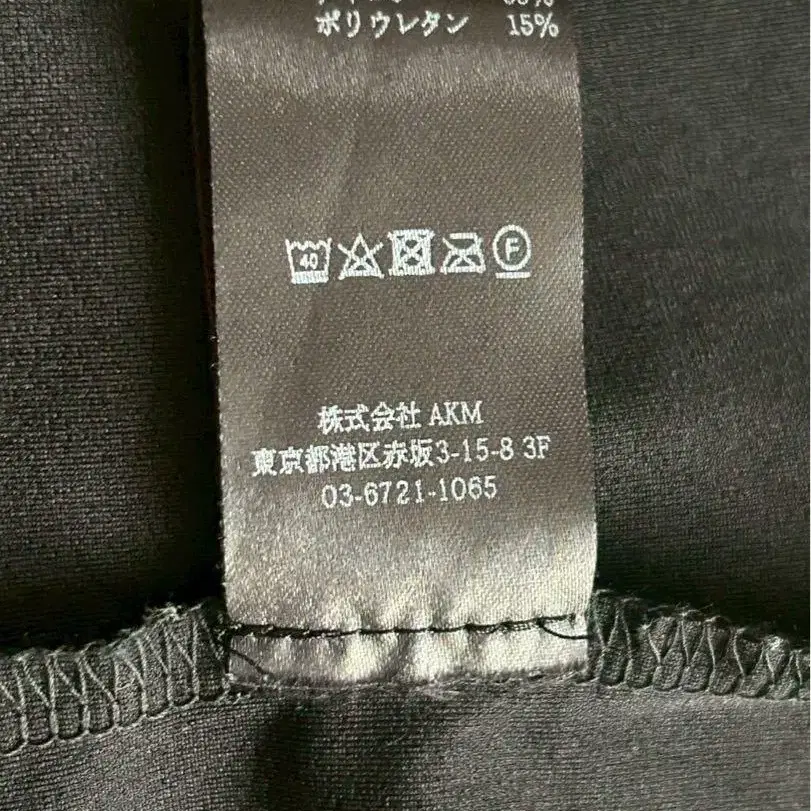 ポリウレタン 15%
40 F
株式会社 AKM
東京都港区赤坂3-15-8 3F
03-6721-1065